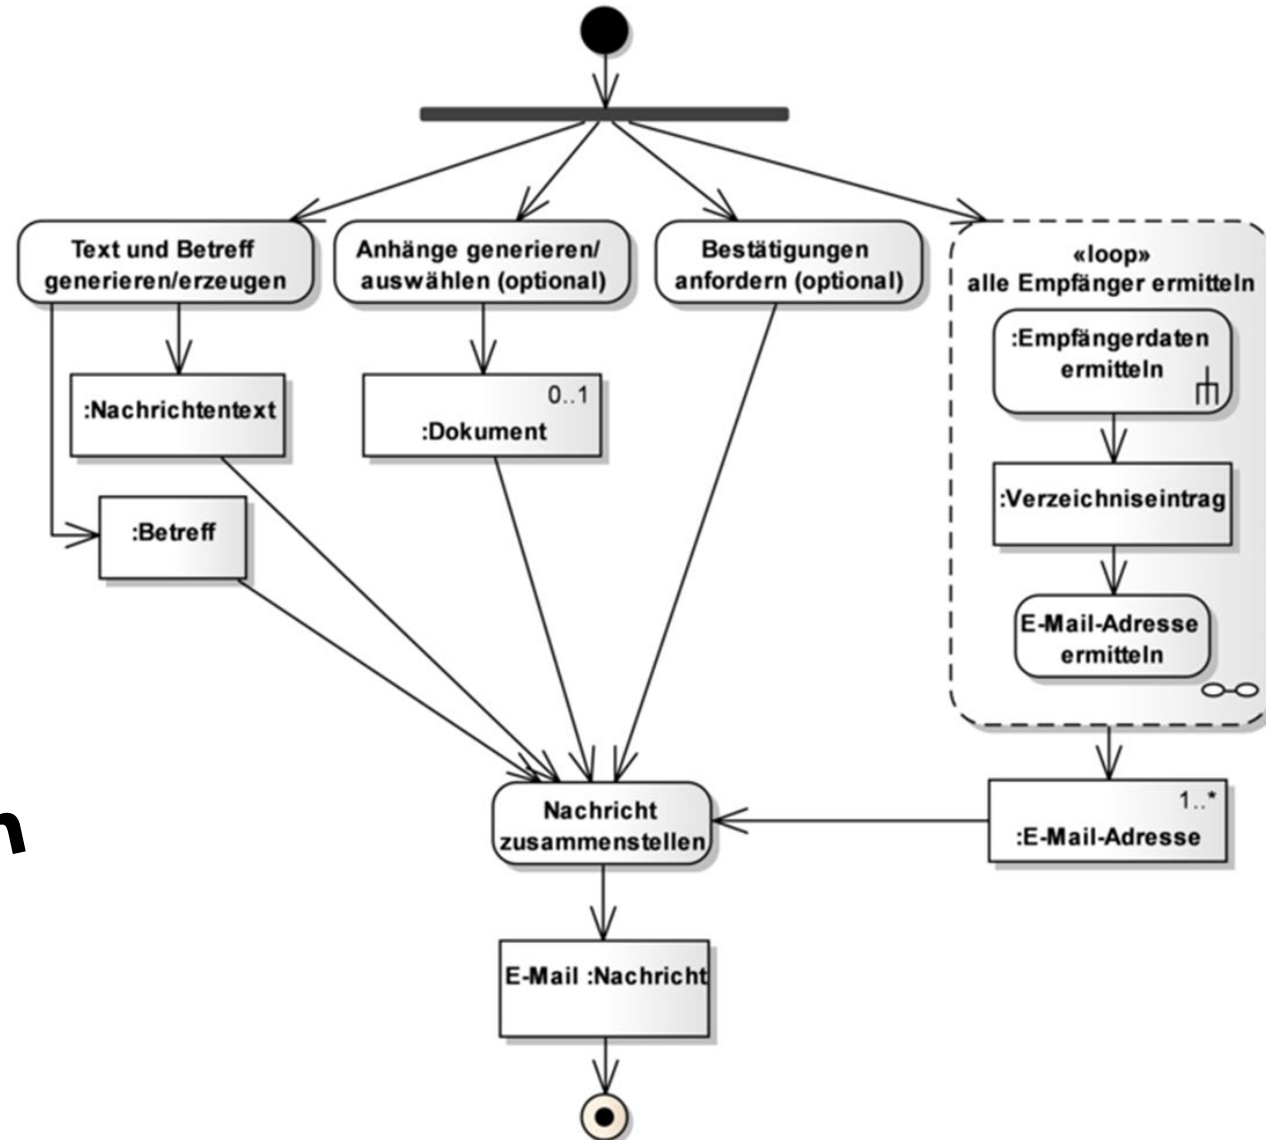 Text und Betreff
generieren/erzeugen
Anhänge generieren/
auswählen (optional)
Bestätigungen
anfordern (optional)
«loop»
alle Empfänger ermitteln
:Empfängerdaten
ermitteln
:Nachrichtentext
0..1
:Dokument
:Verzeichniseintrag
:Betreff
E-Mail-Adresse
ermitteln
n
Nachricht
zusammenstellen
1..*
:E-Mail-Adresse
E-Mail :Nachricht